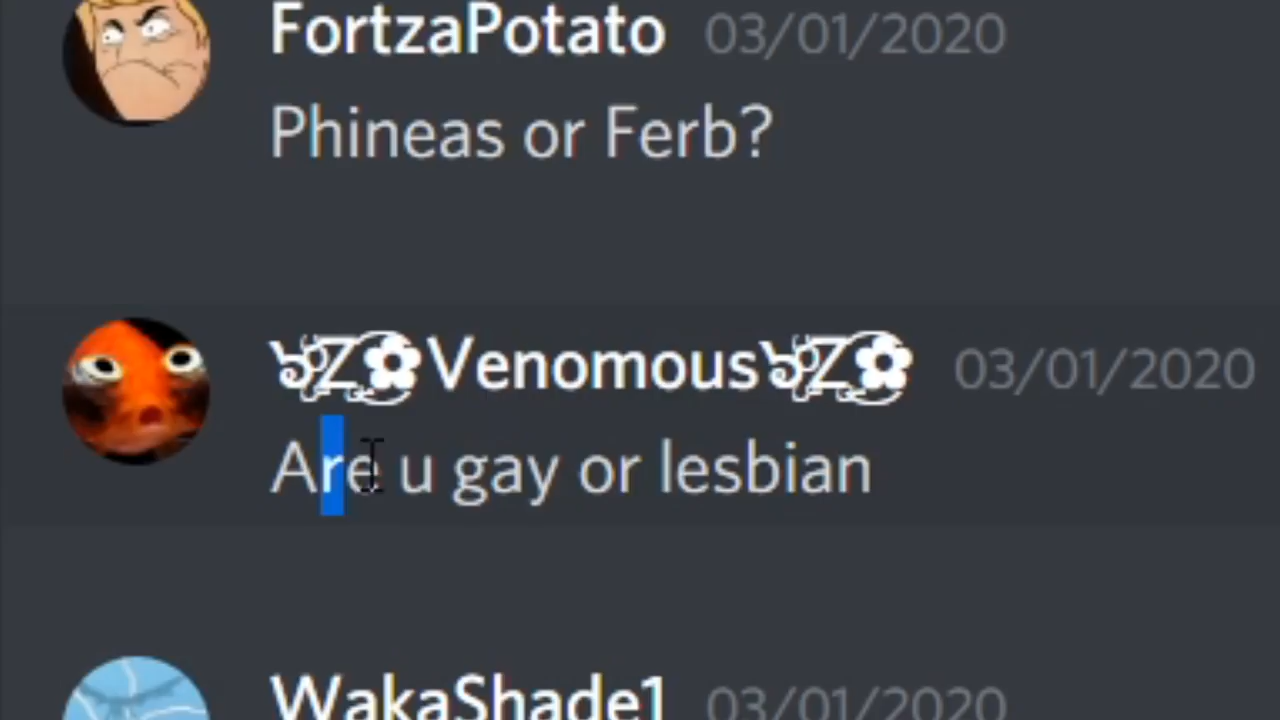 FortzaPotato 03/01/2020
Phineas or Ferb?
Venomous 03/01/2020
Are u gay or lesbian
WakaShade1 03/01/2020